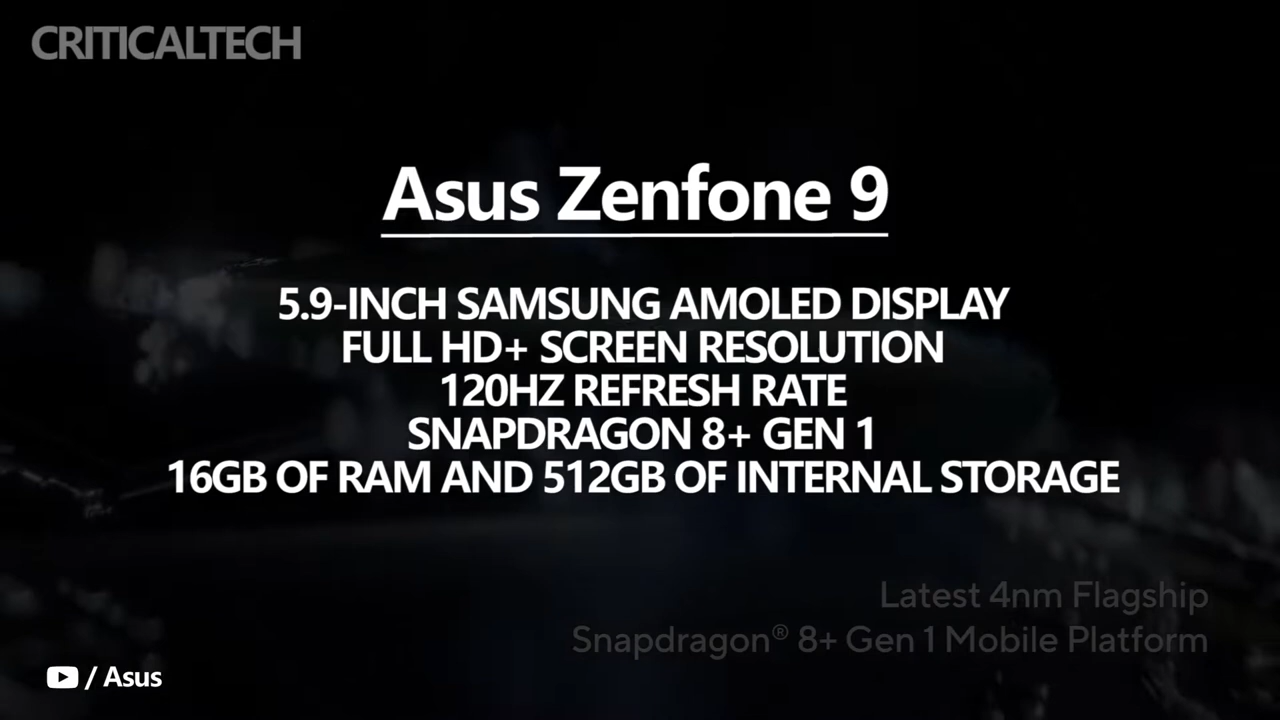 CRITICALTECH
Asus Zenfone 9
5.9-INCH SAMSUNG AMOLED DISPLAY
FULL HD+ SCREEN RESOLUTION
120HZ REFRESH RATE
SNAPDRAGON 8+ GEN 1
16GB OF RAM AND 512GB OF INTERNAL STORAGE
Latest 4nm Flagship
Snapdragon® 8+ Gen 1 Mobile Platform
/ Asus